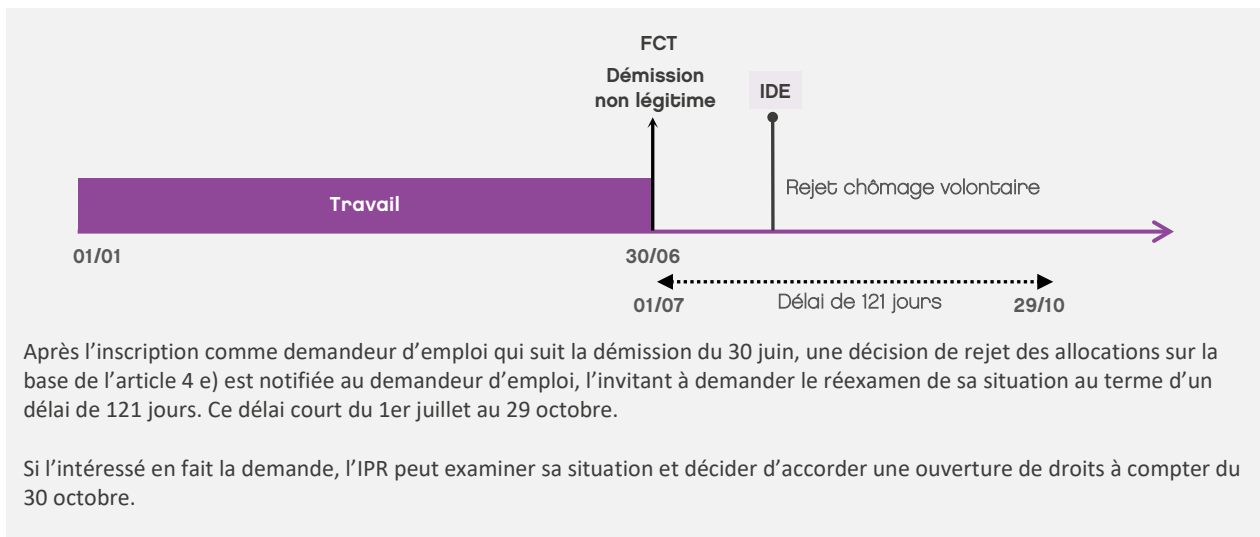 FCT
Démission
non légitime
IDE
Rejet chômage volontaire
Travail
01/01
30/06
01/07
Délai de 121 jours
29/10
Après l’inscription comme demandeur d’emploi qui suit la démission du 30 juin, une décision de rejet des allocations sur la
base de l’article 4 e) est notifiée au demandeur d’emploi, l’invitant à demander le réexamen de sa situation au terme d’un
délai de 121 jours. Ce délai court du 1er juillet au 29 octobre.
Si l’intéressé en fait la demande, l’IPR peut examiner sa situation et décider d’accorder une ouverture de droits à compter du
30 octobre.